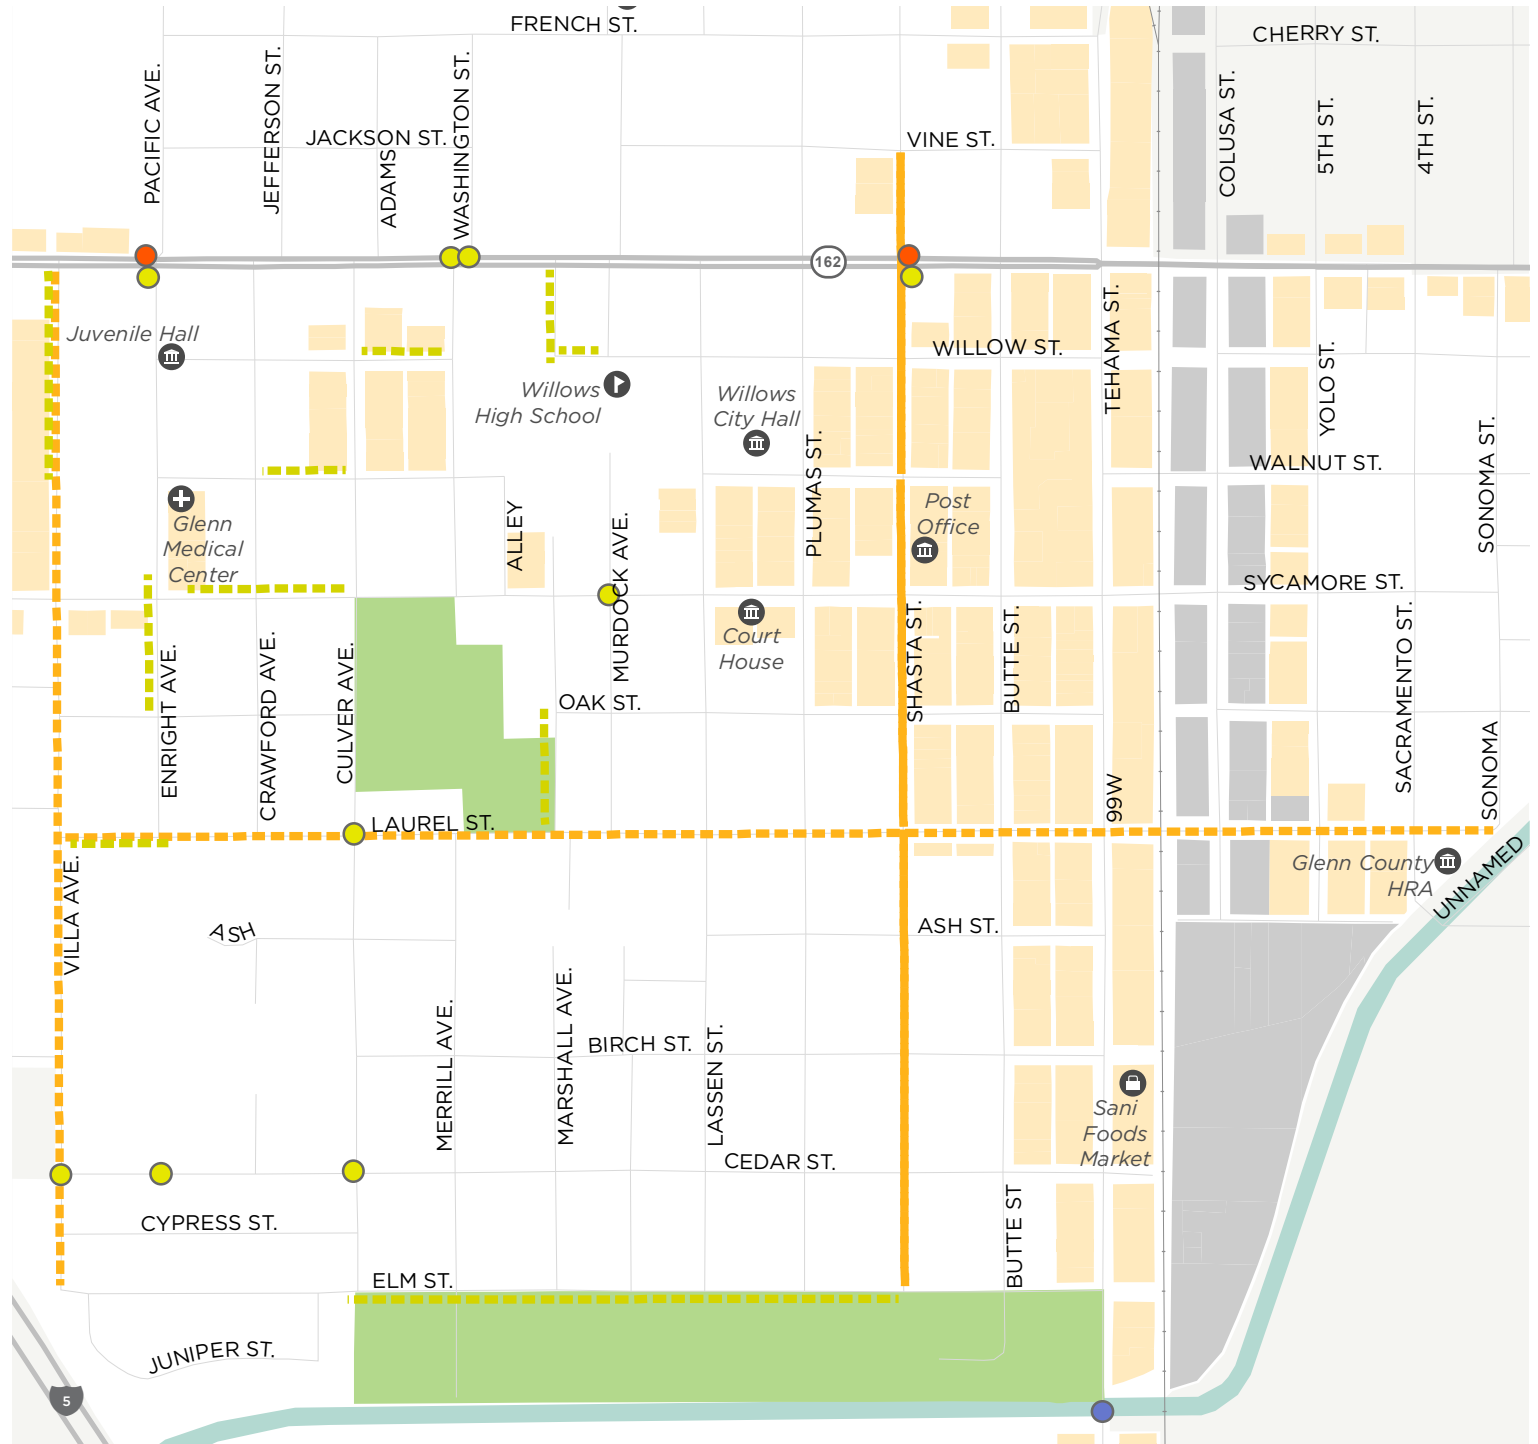 FRENCH ST.
CHERRY ST.
PACIFIC AVE.
JEFFERSON ST.
JACKSON ST.
ADAMS
WASHINGTON ST.
VINE ST.
COLUSA ST.
5TH ST.
4TH ST.
162
Juvenile Hall
WILLOW ST.
TEHAMA ST.
YOLO ST.
Willows
High School
Willows
City Hall
PLUMAS ST.
WALNUT ST.
SONOMA ST.
Glenn
Medical
Center
ALLEY
MURDOCK AVE.
Post
Office
SYCAMORE ST.
Court
House
SHASTA ST.
BUTTE ST.
ENRIGHT AVE.
CRAWFORD AVE.
CULVER AVE.
OAK ST.
SACRAMENTO ST.
SONOMA
99W
LAUREL ST.
VILLA AVE.
Glenn County
HRA
UNNAMED
ASH
ASH ST.
MERRILL AVE.
MARSHALL AVE.
BIRCH ST.
LASSEN ST.
Sani
Foods
Market
CEDAR ST.
CYPRESS ST.
BUTTE ST
ELM ST.
JUNIPER ST.
5